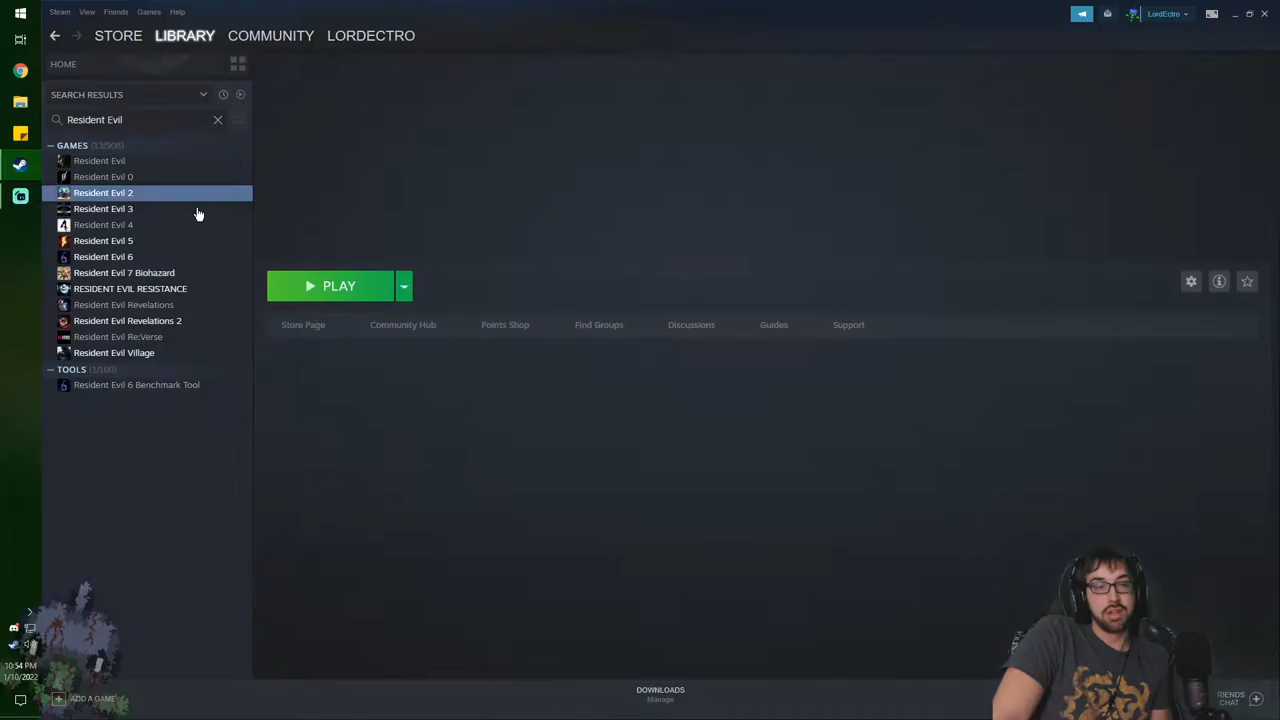 Steam View Friends Games Help
LordEctro
STORE LIBRARY COMMUNITY LORDECTRO
HOME
SEARCH RESULTS
Resident Evil
GAMES (13/908)
Resident Evil
Resident Evil 0
Resident Evil 2
Resident Evil 3
Resident Evil 4
Resident Evil 5
Resident Evil 6
Resident Evil 7 Biohazard
RESIDENT EVIL RESISTANCE
Resident Evil Revelations
Resident Evil Revelations 2
Resident Evil Re:Verse
Resident Evil Village
TOOLS (1/160)
Resident Evil 6 Benchmark Tool
PLAY
Store Page Community Hub Points Shop Find Groups Discussions Guides Support
10:54 PM
1/10/2022
ADD A GAME
DOWNLOADS
Manage
FRIENDS
CHAT